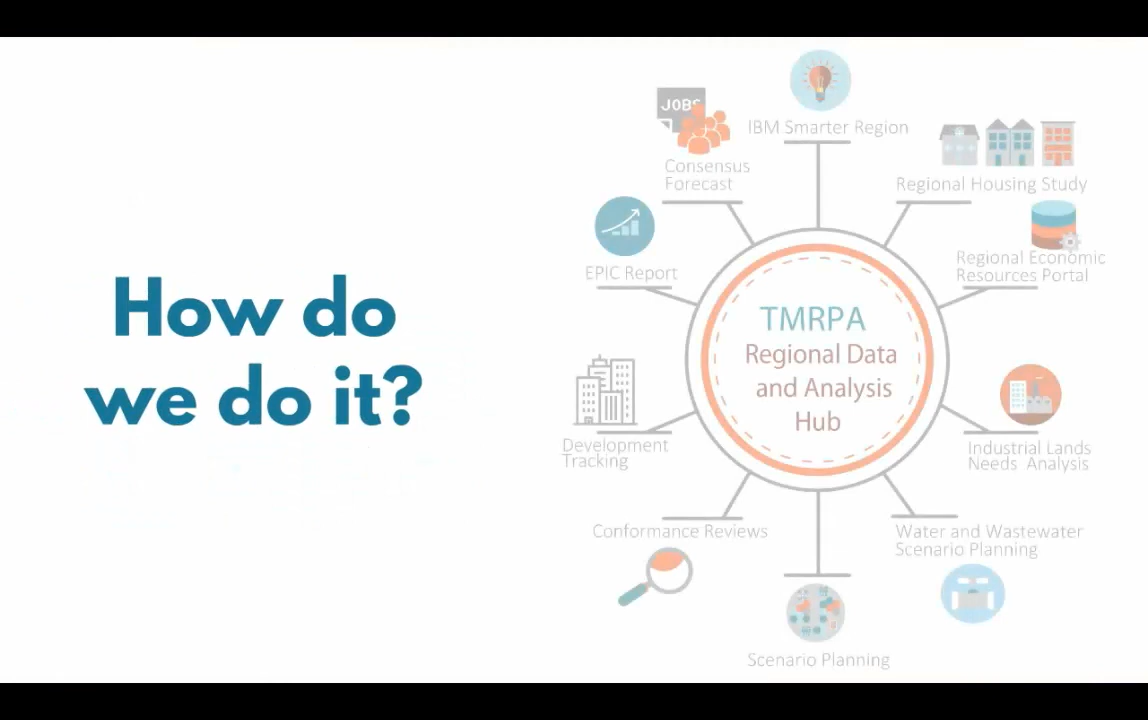 How do
we do it?
JOBS
IBM Smarter Region
Consensus
Forecast
Regional Housing Study
EPIC Report
Regional Economic
Resources Portal
TMRPA
Regional Data
and Analysis
Hub
Development
Tracking
Industrial Lands
Needs Analysis
Conformance Reviews
Water and Wastewater
Scenario Planning
Scenario Planning